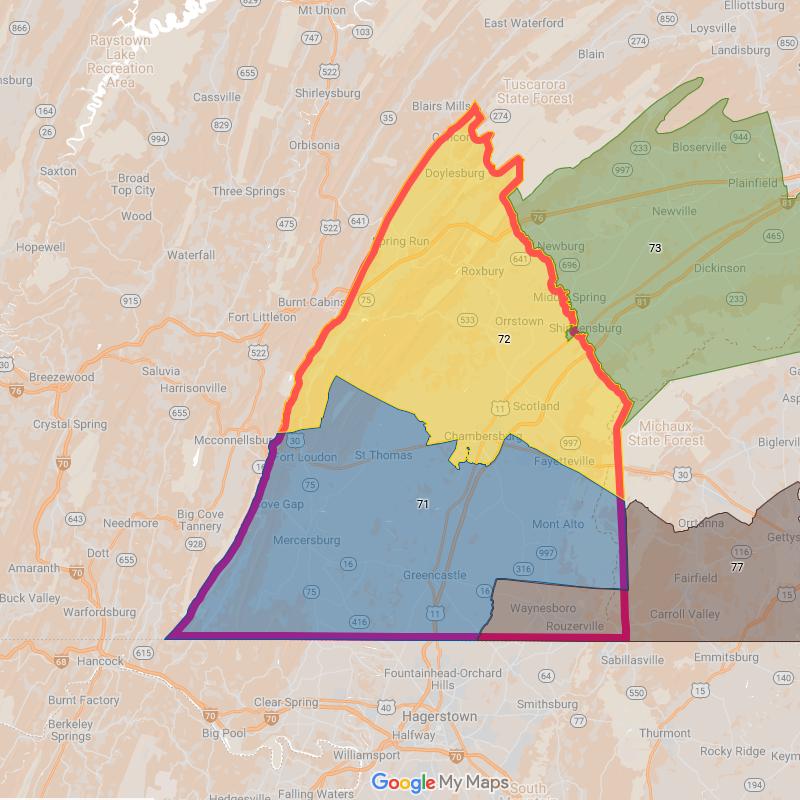 Elliottsburg
Mt Union
866
East Waterford
850
Loysville
103
Raystown
Lake
Recreation
Area
747
274
850
Landisburg
Blain
522
655
Tuscarora
State Forest
Shirleysburg
Cassville
164
Blairs Mills
274
829
35
26
944
994
Orbisonia
233
Bloserville
Saxton
997
Doylesburg
Broad
Top City
Plainfield
Three Springs
81
Wood
Newville
76
475
522
641
465
Spring Run
Newburg
Hopewell
73
Waterfall
641
696
Dickinson
Roxbury
915
Burnt Cabins
75
233
81
Fort Littleton
533
Orrstown
Shippensburg
72
522
30
Saluvia
Breezewood
76
Harrisonville
11
Scotland
655
Crystal Spring
Michaux
State Forest
Mcconnellsburg
30
Chambersburg
997
Biglerville
St Thomas
Fort Loudon
Fayetteville
70
16
30
75
Cove Gap
71
643
Big Cove
Tannery
Needmore
Mont Alto
Orrtanna
928
Mercersburg
Gettys
Dott
997
116
655
16
77
Amaranth
70
316
Greencastle
Fairfield
75
16
15
Buck Valley
Waynesboro
Warfordsburg
11
Carroll Valley
416
Rouzerville
615
68
Hancock
Sabillasville
Emmitsburg
Fountainhead-Orchard
Hills
64
140
550
15
Burnt Factory
Clear Spring
40
Smithsburg
70
70
77
Hagerstown
Berkeley
Springs
Big Pool
Thurmont
Halfway
Rocky Ridge
Williamsport
70
Google My Maps
194
Falling Waters
South
Hedgesville